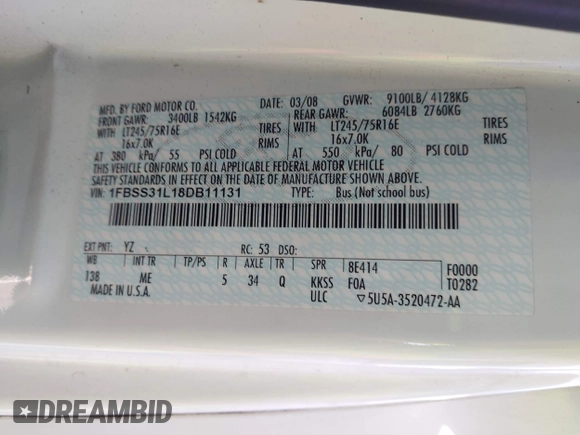 MFD. BY FORD MOTOR CO. DATE: 03/08 GVWR: 9100LB/ 4128KG
FRONT GAWR: 3400LB 1542KG REAR GAWR: 6084LB 2760KG
WITH LT245/75R16E TIRES WITH LT245/75R16E TIRES
16x7.0K RIMS 16x7.0K RIMS
AT 380 kPa/ 55 PSI COLD AT 550 kPa/ 80 PSI COLD
THIS VEHICLE CONFORMS TO ALL APPLICABLE FEDERAL MOTOR VEHICLE
SAFETY STANDARDS IN EFFECT ON THE DATE OF MANUFACTURE SHOWN ABOVE.
VIN: 1FBSS31L18DB11131 TYPE: Bus (Not school bus)
EXT PNT: YZ RC: 53 DSO:
WB INT TR TP/PS R AXLE TR SPR 8E414 F0000
138 ME 5 34 Q KKSS FOA T0282
MADE IN U.S.A. ULC ▽5U5A-3520472-AA
DREAMBID